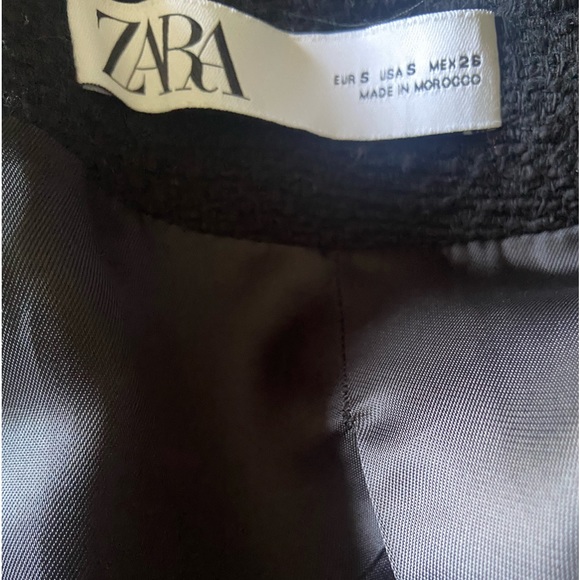 ZARA
EUR S USA S MEX 26
MADE IN MOROCCO